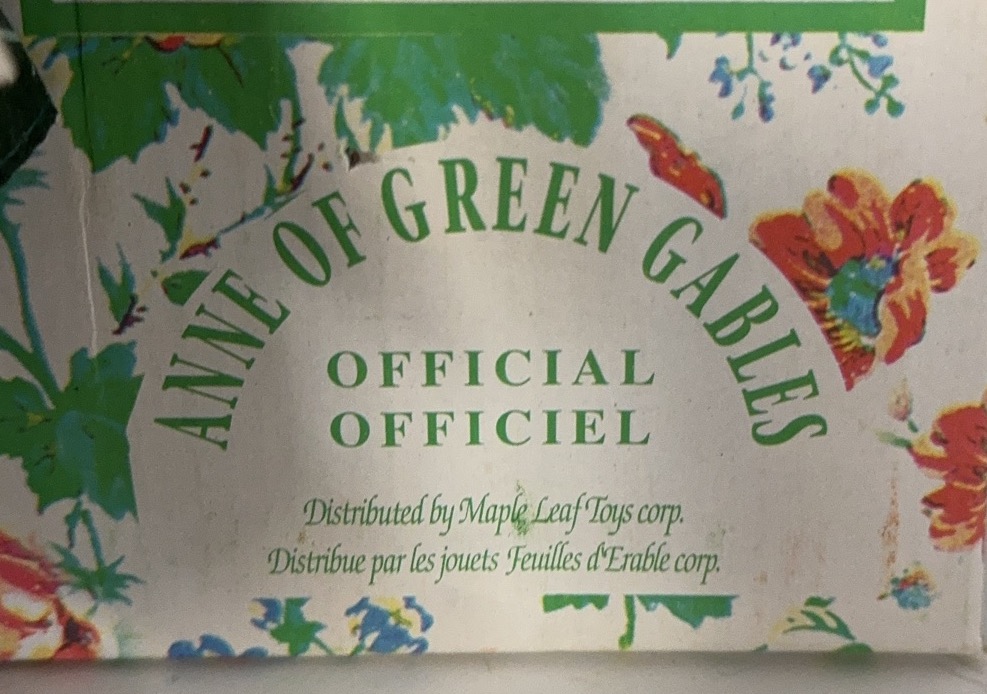 ANNE OF GREEN GABLES
OFFICIAL
OFFICIEL
Distributed by Maple Leaf Toys corp.
Distribue par les jouets Feuilles d'Erable corp.